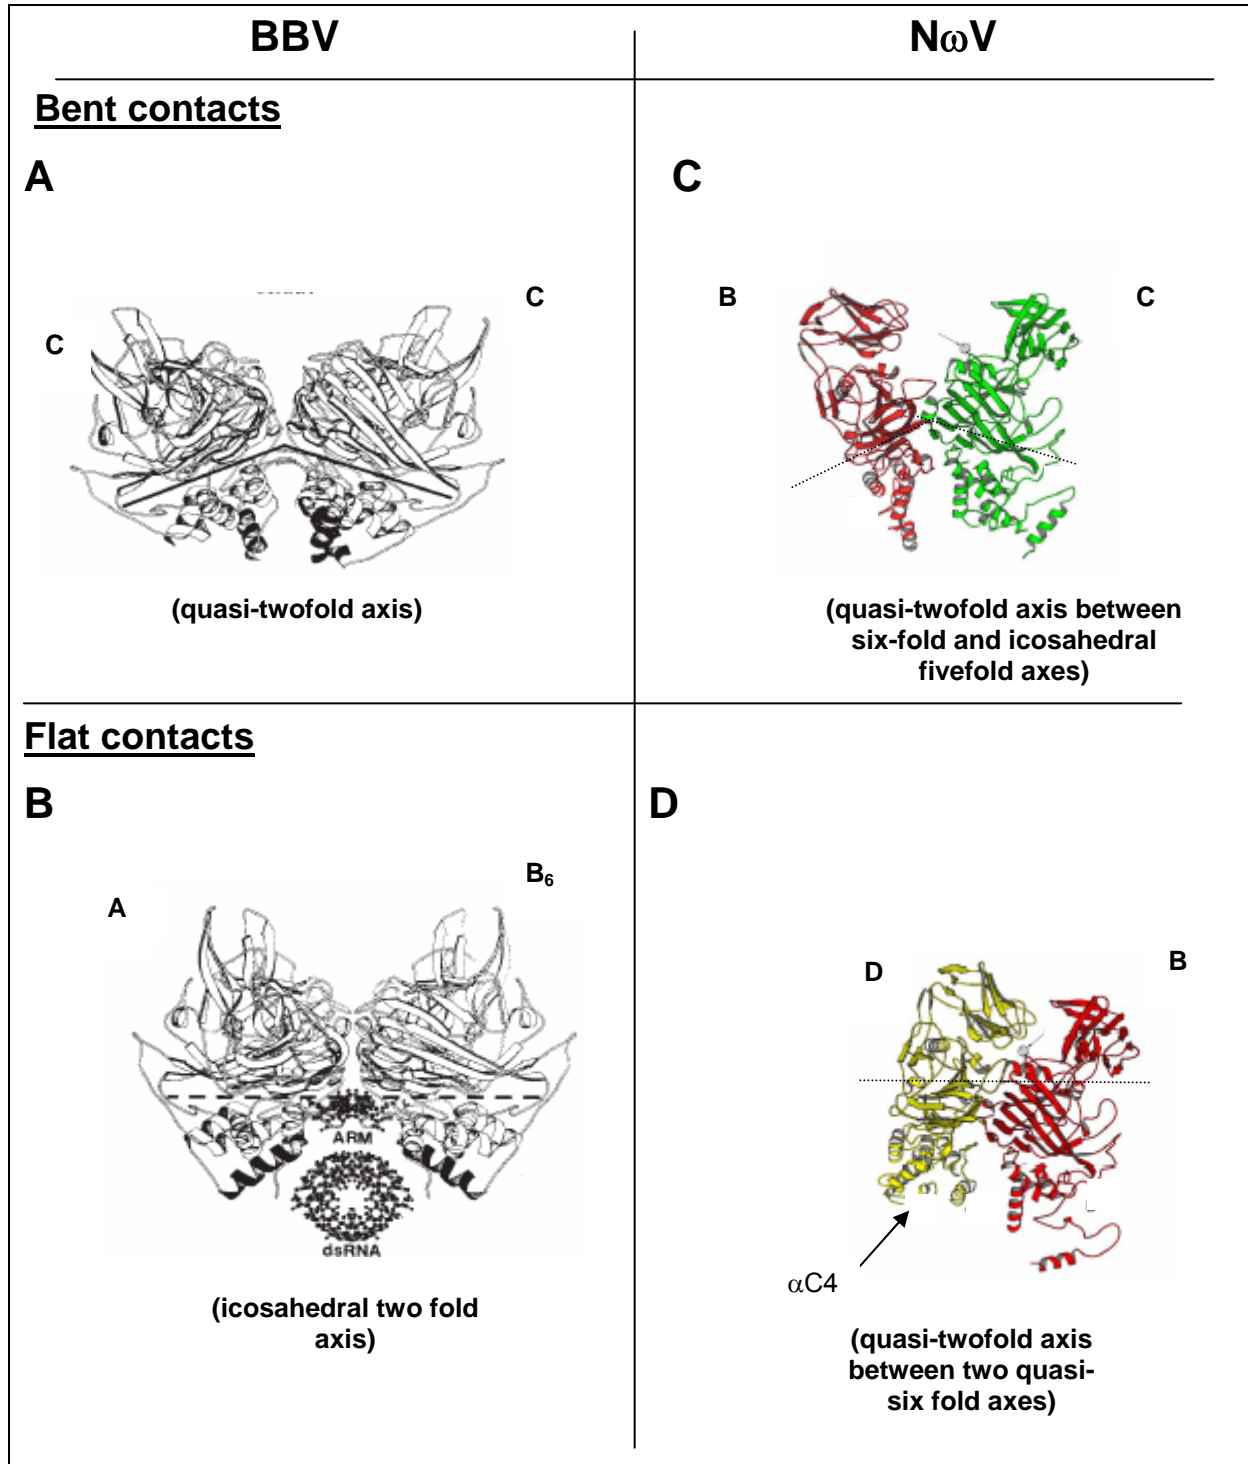 BBV
NωV
Bent contacts
A
C
C
C
B
C
(quasi-twofold axis)
(quasi-twofold axis between
six-fold and icosahedral
fivefold axes)
Flat contacts
B
D
A
B₆
D
B
ARM
dsRNA
αC4
(icosahedral two fold
axis)
(quasi-twofold axis
between two quasi-
six fold axes)